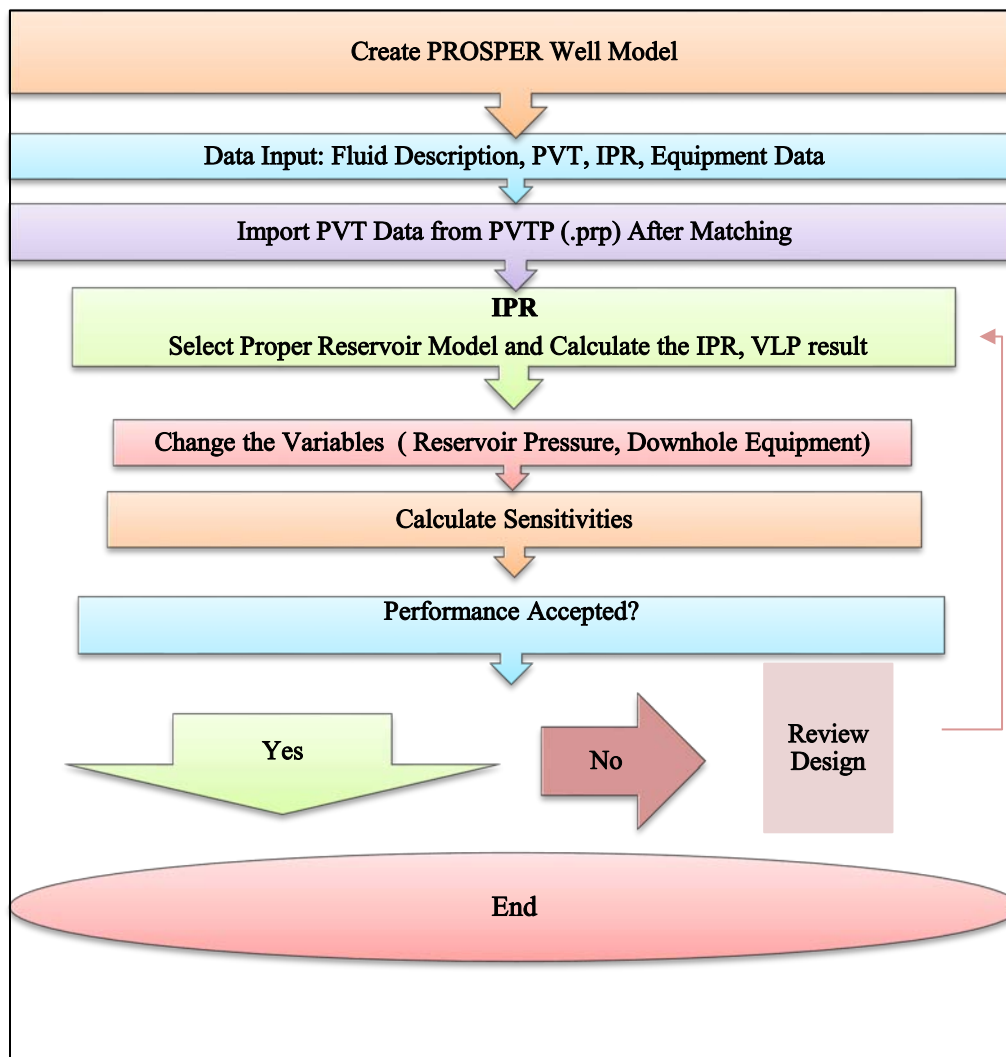 Create PROSPER Well Model
Data Input: Fluid Description, PVT, IPR, Equipment Data
Import PVT Data from PVTP (.prp) After Matching
IPR
Select Proper Reservoir Model and Calculate the IPR, VLP result
Change the Variables ( Reservoir Pressure, Downhole Equipment)
Calculate Sensitivities
Performance Accepted?
Yes
No
Review
Design
End